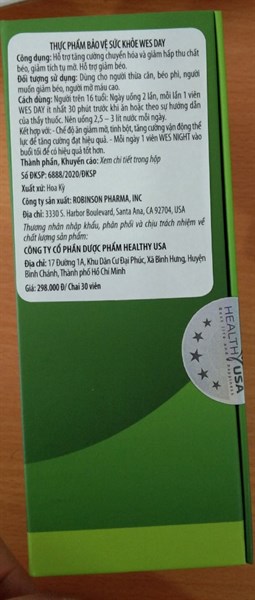 THỰC PHẨM BẢO VỆ SỨC KHỎE WES DAY
Công dụng: Hỗ trợ tăng cường chuyển hóa và giảm hấp thu chất
béo, giảm tích tụ mỡ. Hỗ trợ giảm béo.
Đối tượng sử dụng: Dùng cho người thừa cân, béo phì, người
muốn giảm béo, người mỡ máu cao.
Cách dùng: Người trên 16 tuổi: Ngày uống 2 lần, mỗi lần 1 viên
WES DAY ít nhất 30 phút trước khi ăn hoặc theo sự hướng dẫn
của thầy thuốc. Nên uống 2,5 – 3 lít nước mỗi ngày.
Kết hợp với: - Chế độ ăn giảm mỡ, tinh bột, tăng cường vận động thể
lực để tăng cường đạt hiệu quả. - Mỗi ngày 1 viên WES NIGHT vào
buổi tối để có hiệu quả tốt hơn.
Thành phần, Khuyến cáo: Xem chi tiết trong hộp
Số ĐKSP: 6888/2020/ĐKSP
Xuất xứ: Hoa Kỳ
Công ty sản xuất: ROBINSON PHARMA, INC
Địa chỉ: 3330 S. Harbor Boulevard, Santa Ana, CA 92704, USA
Thương nhân nhập khẩu, phân phối và chịu trách nhiệm về
chất lượng sản phẩm:
CÔNG TY CỔ PHẦN DƯỢC PHẨM HEALTHY USA
Địa chỉ: 17 Đường 1A, Khu Dân Cư Đại Phúc, Xã Bình Hưng, Huyện
Bình Chánh, Thành phố Hồ Chí Minh
Giá: 298.000 Đ/ Chai 30 viên
HEALTHY USA